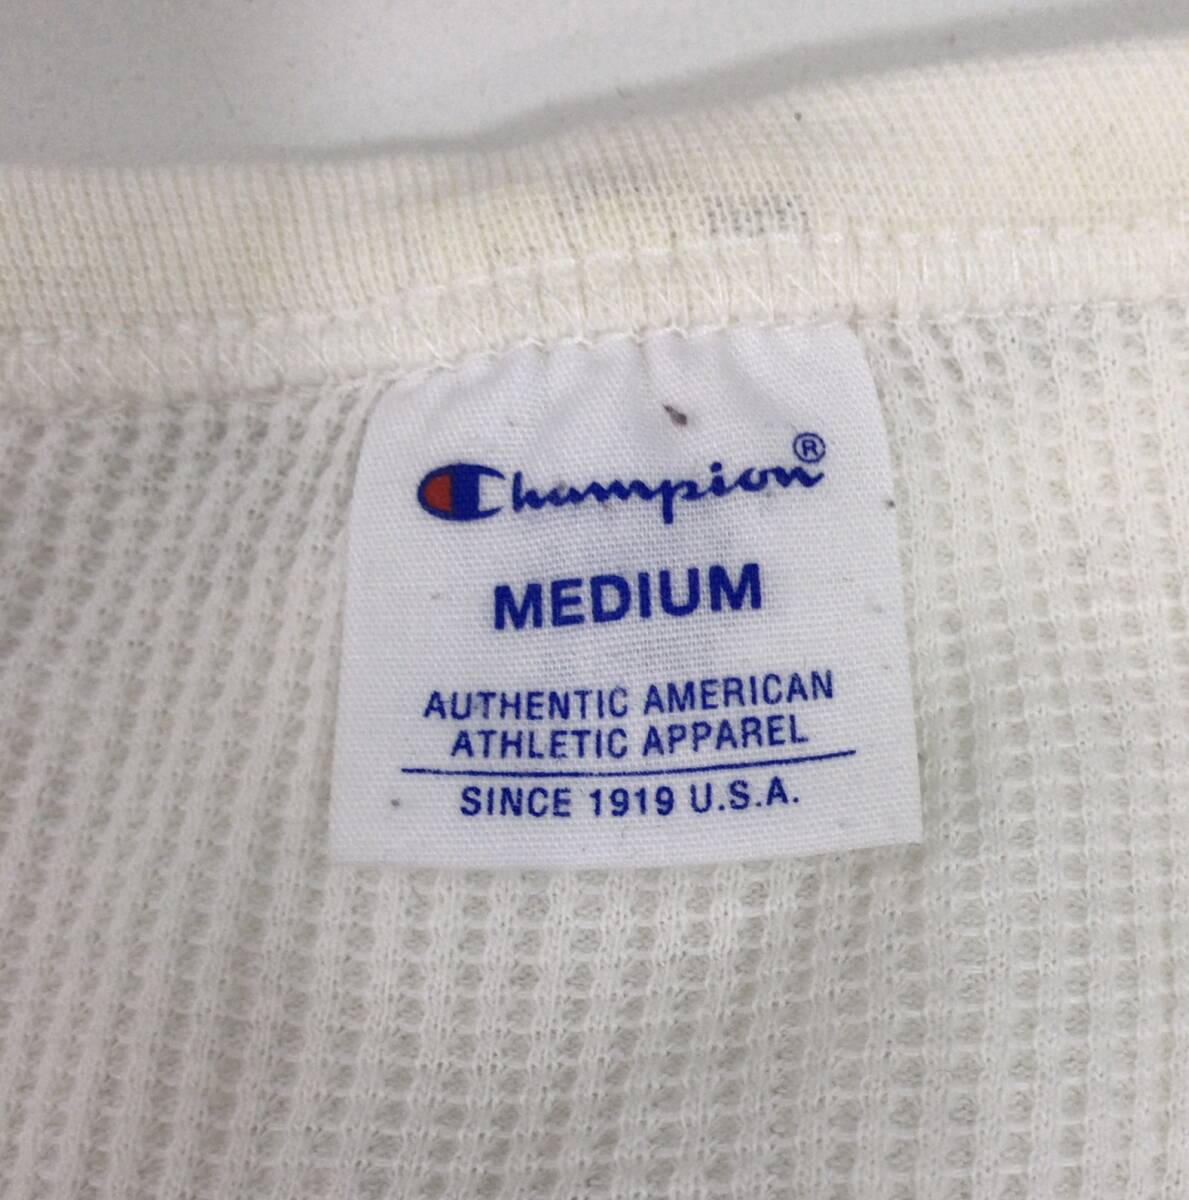 Champion®
MEDIUM
AUTHENTIC AMERICAN
ATHLETIC APPAREL
SINCE 1919 U.S.A.